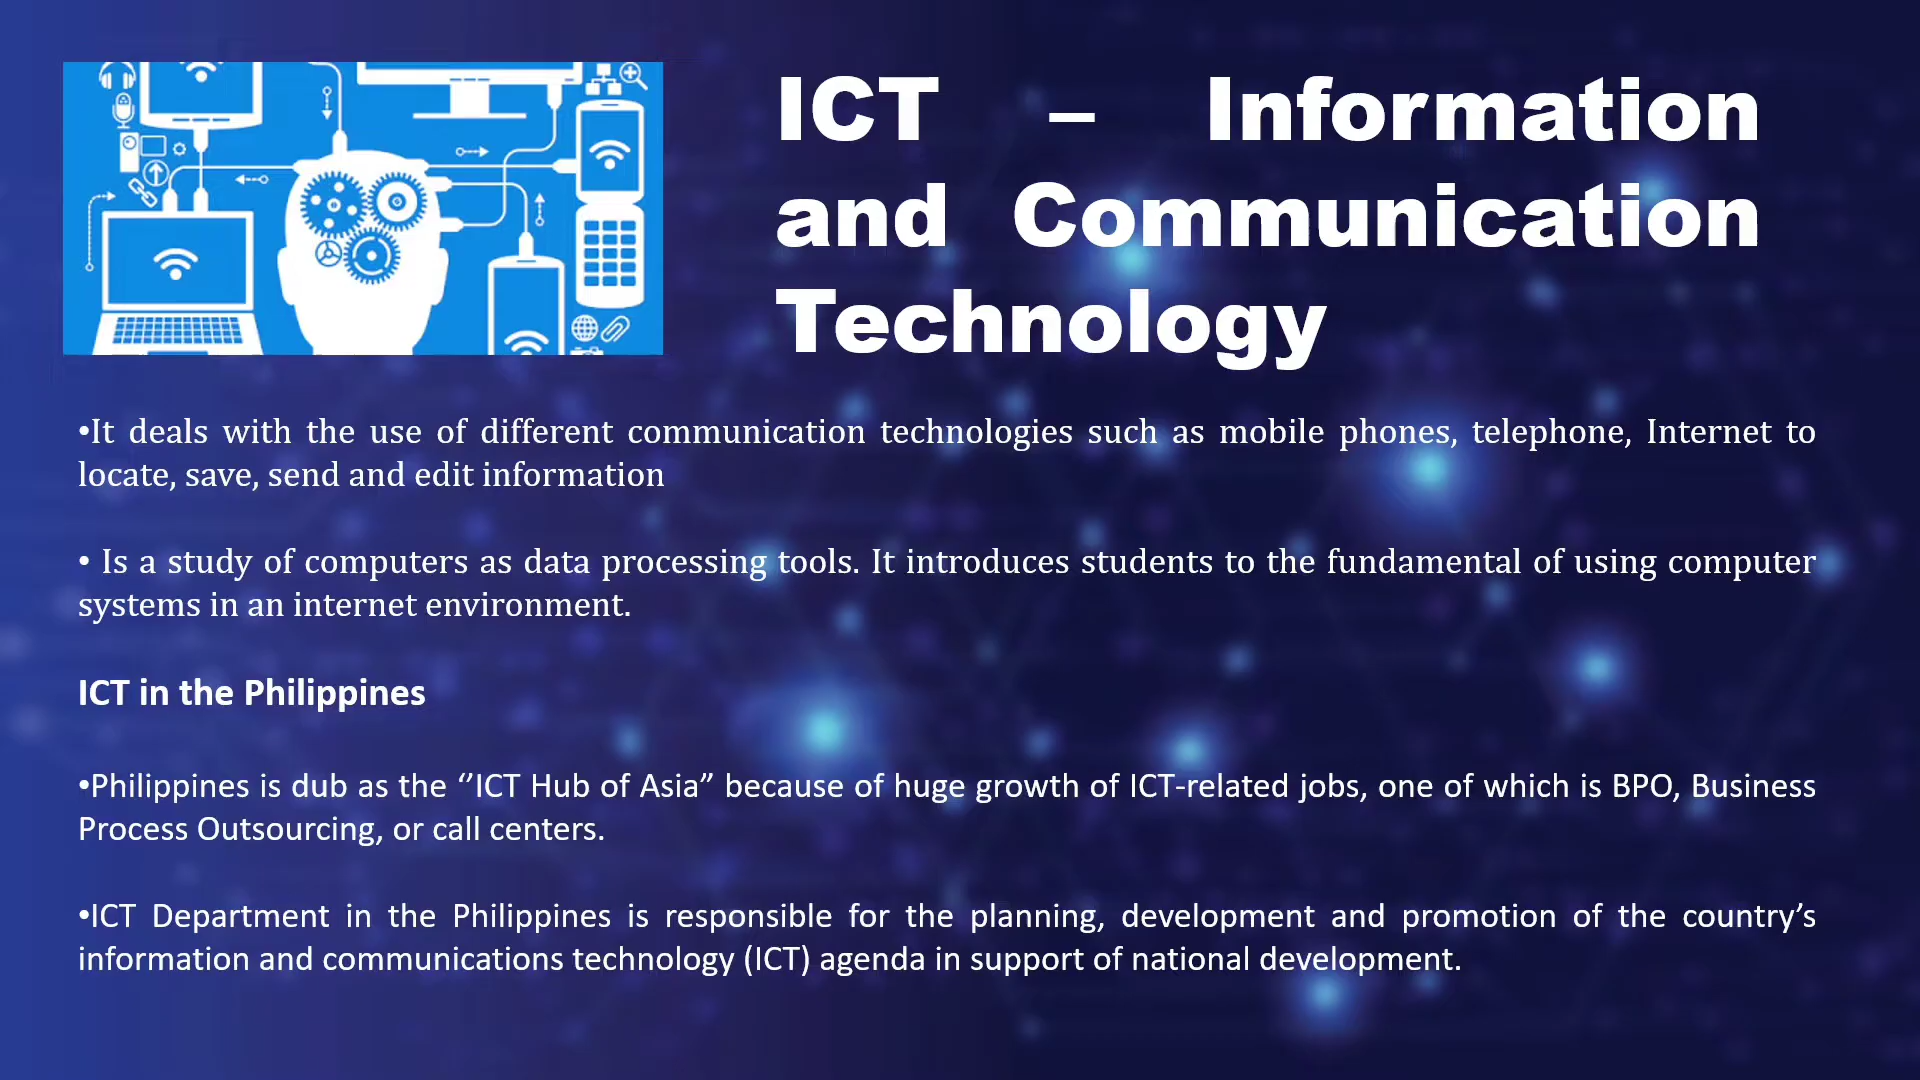 ICT – Information
and Communication
Technology
•It deals with the use of different communication technologies such as mobile phones, telephone, Internet to
locate, save, send and edit information
• Is a study of computers as data processing tools. It introduces students to the fundamental of using computer
systems in an internet environment.
ICT in the Philippines
•Philippines is dub as the ‘’ICT Hub of Asia” because of huge growth of ICT-related jobs, one of which is BPO, Business
Process Outsourcing, or call centers.
•ICT Department in the Philippines is responsible for the planning, development and promotion of the country’s
information and communications technology (ICT) agenda in support of national development.